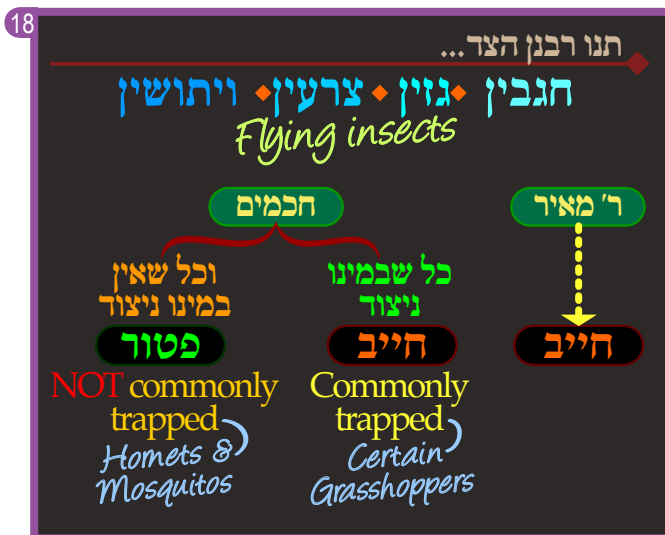 18
תנו רבנן הצד...
חגבין ◆ גזין ◆ צרעין ◆ ויתושין
Flying insects
ר' מאיר
חייב
חכמים
כל שבמינו
ניצוד
חייב
Commonly
trapped
Certain
Grasshoppers
וכל שאין
במינו ניצוד
פטור
NOT commonly
trapped
Hornets &
Mosquitos